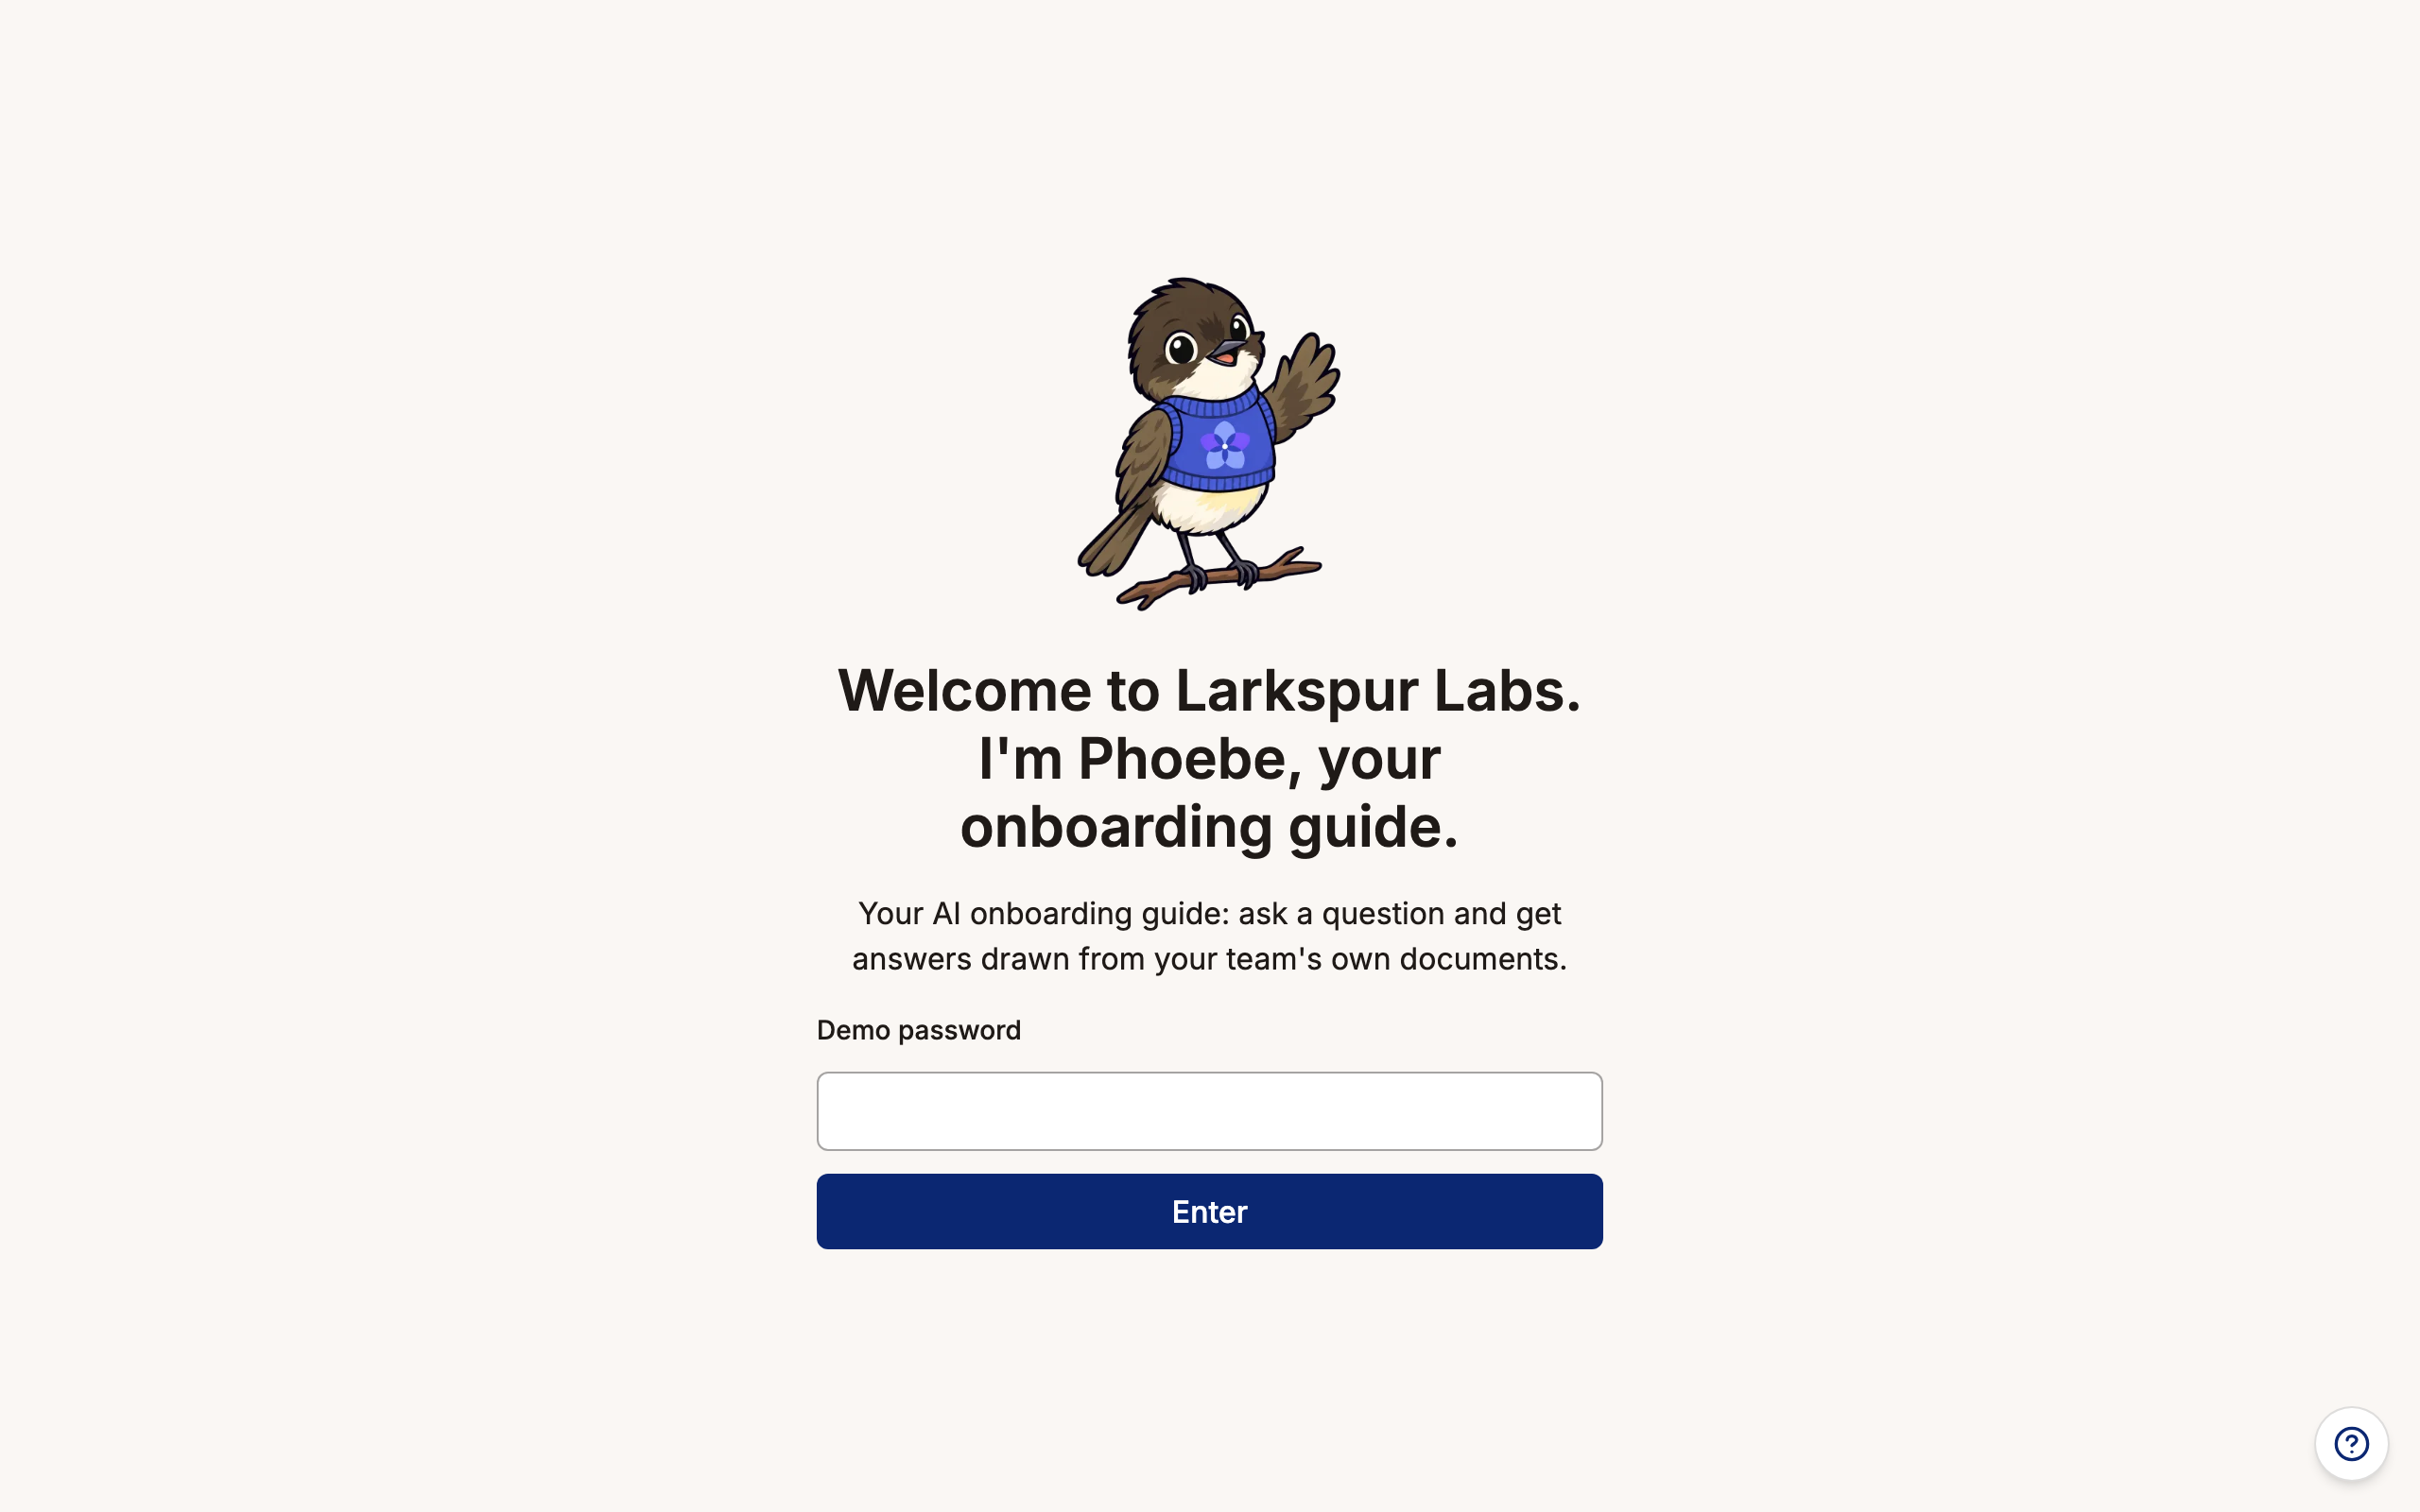 Welcome to Larkspur Labs.
I'm Phoebe, your
onboarding guide.
Your AI onboarding guide: ask a question and get
answers drawn from your team's own documents.
Demo password
Enter
?